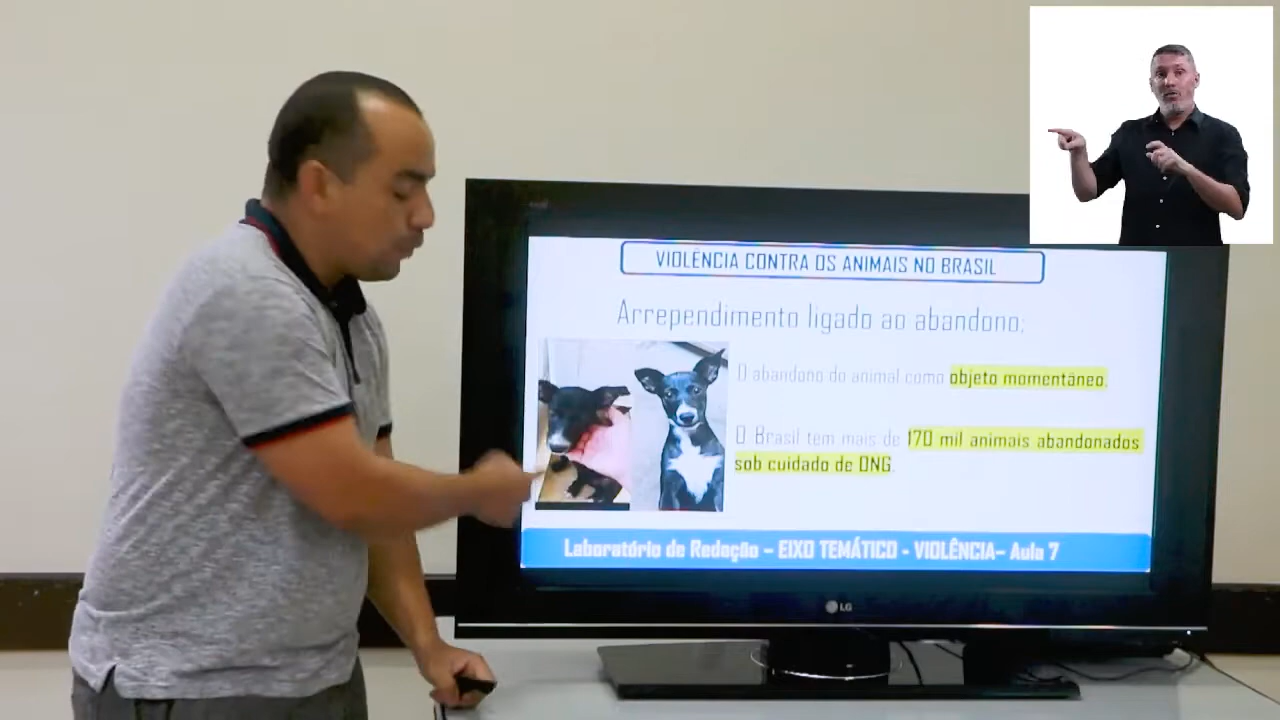 VIOLÊNCIA CONTRA OS ANIMAIS NO BRASIL
Arrependimento ligado ao abandono;
O abandono do animal como objeto momentâneo.
O Brasil tem mais de 170 mil animais abandonados
sob cuidado de ONG.
Laboratório de Redação – EIXO TEMÁTICO - VIOLÊNCIA– Aula 7
LG